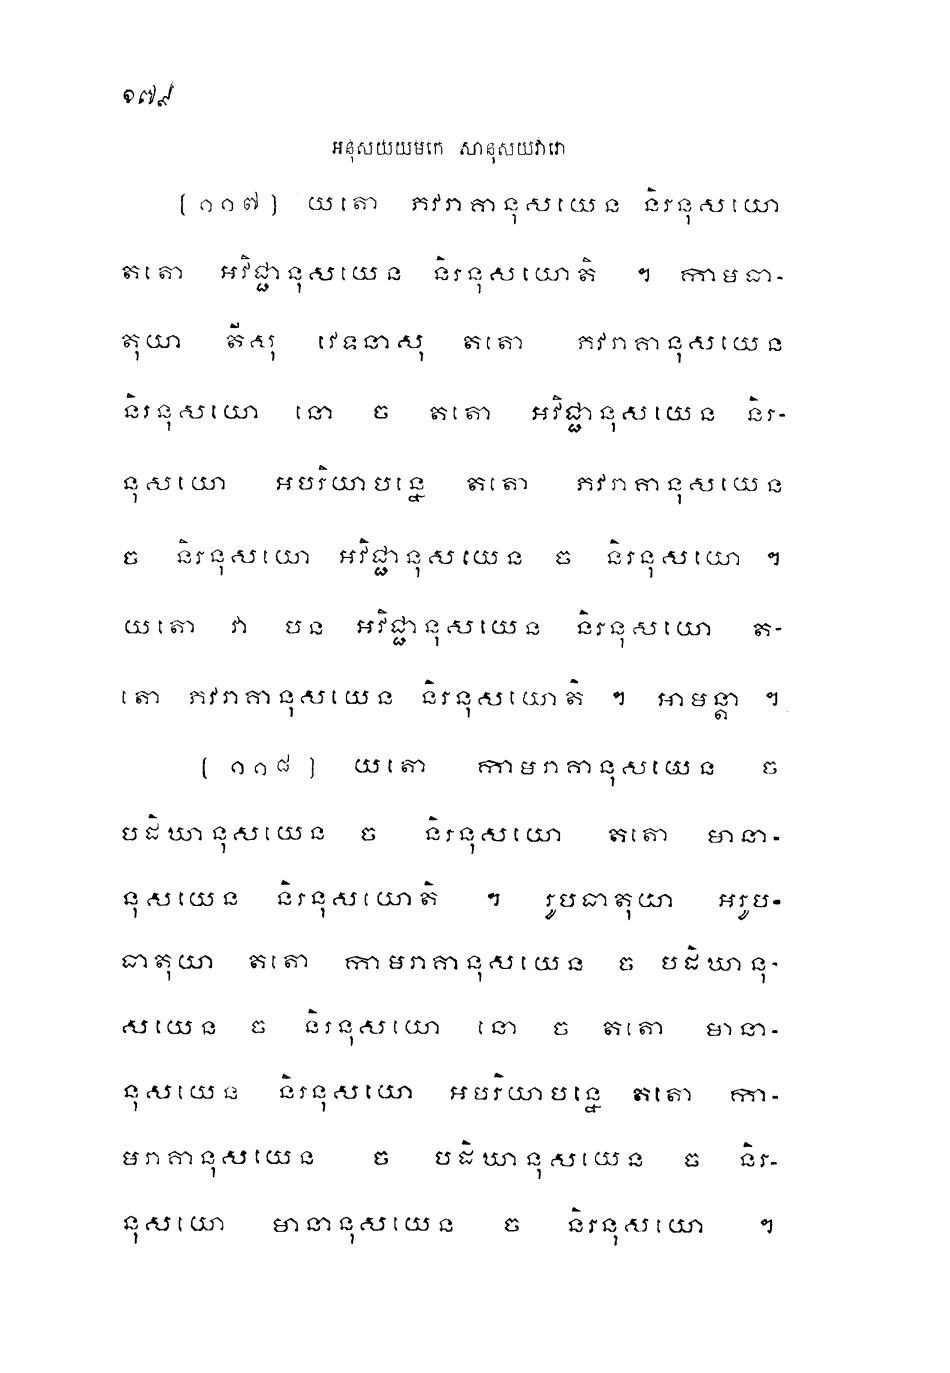 ១៧៩
អនុសយយមកេ សានុសយវារោ
(១១៧) យតោ ភវរាគានុសយេន និរនុសយោ
តតោ អវិជ្ជានុសយេន និរនុសយោតិ ។ កាមធា-
តុយា តីសុ វេទនាសុ តតោ ភវរាគានុសយេន
និរនុសយោ នោ ច តតោ អវិជ្ជានុសយេន និរ-
នុសយោ អបរិយាបន្នេ តតោ ភវរាគានុសយេន
ច និរនុសយោ អវិជ្ជានុសយេន ច និរនុសយោ ។
យតោ វា បន អវិជ្ជានុសយេន និរនុសយោ ត-
តោ ភវរាគានុសយេន និរនុសយោតិ ។ អាមន្តា ។
(១១៨) យតោ កាមរាគានុសយេន ច
បដិឃានុសយេន ច និរនុសយោ តតោ មានា-
នុសយេន និរនុសយោតិ ។ រូបធាតុយា អរូប-
ធាតុយា តតោ កាមរាគានុសយេន ច បដិឃានុ-
សយេន ច និរនុសយោ នោ ច តតោ មានា-
នុសយេន និរនុសយោ អបរិយាបន្នេ តតោ កា-
មរាគានុសយេន ច បដិឃានុសយេន ច និរ-
នុសយោ មានានុសយេន ច និរនុសយោ ។